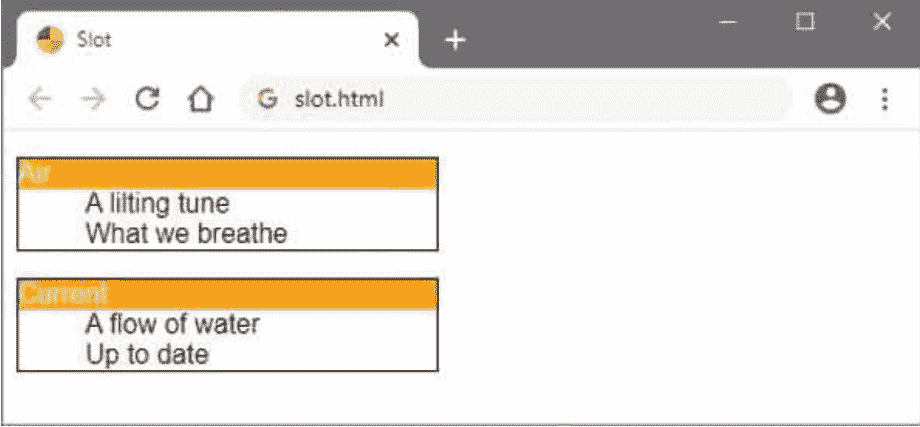 Slot
slot.html
Air
A lilting tune
What we breathe
Current
A flow of water
Up to date